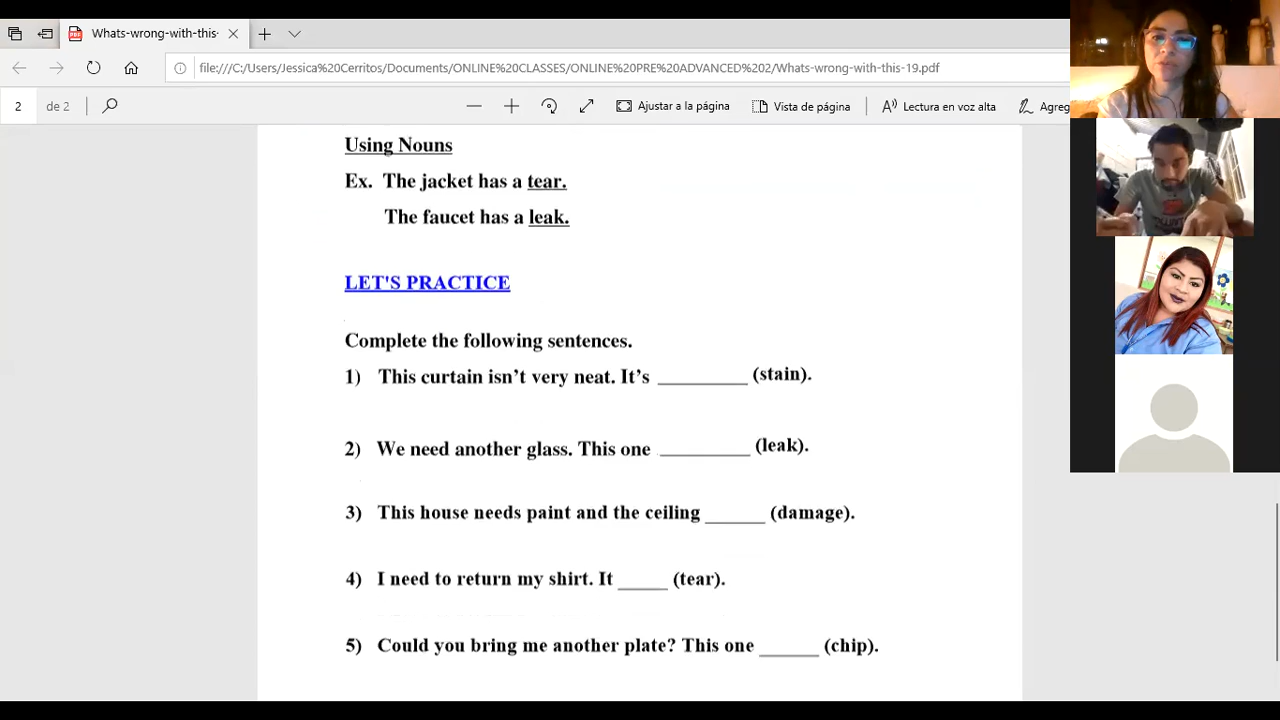 Whats-wrong-with-this-
file:///C:/Users/Jessica%20Cerritos/Documents/ONLINE%20CLASSES/ONLINE%20PRE%20ADVANCED%202/Whats-wrong-with-this-19.pdf
2 de 2 Ajustar a la página Vista de página Lectura en voz alta Agreg
Using Nouns
Ex. The jacket has a tear.
The faucet has a leak.
LET'S PRACTICE
Complete the following sentences.
1) This curtain isn't very neat. It's _________ (stain).
2) We need another glass. This one _________ (leak).
3) This house needs paint and the ceiling ______ (damage).
4) I need to return my shirt. It _____ (tear).
5) Could you bring me another plate? This one ______ (chip).